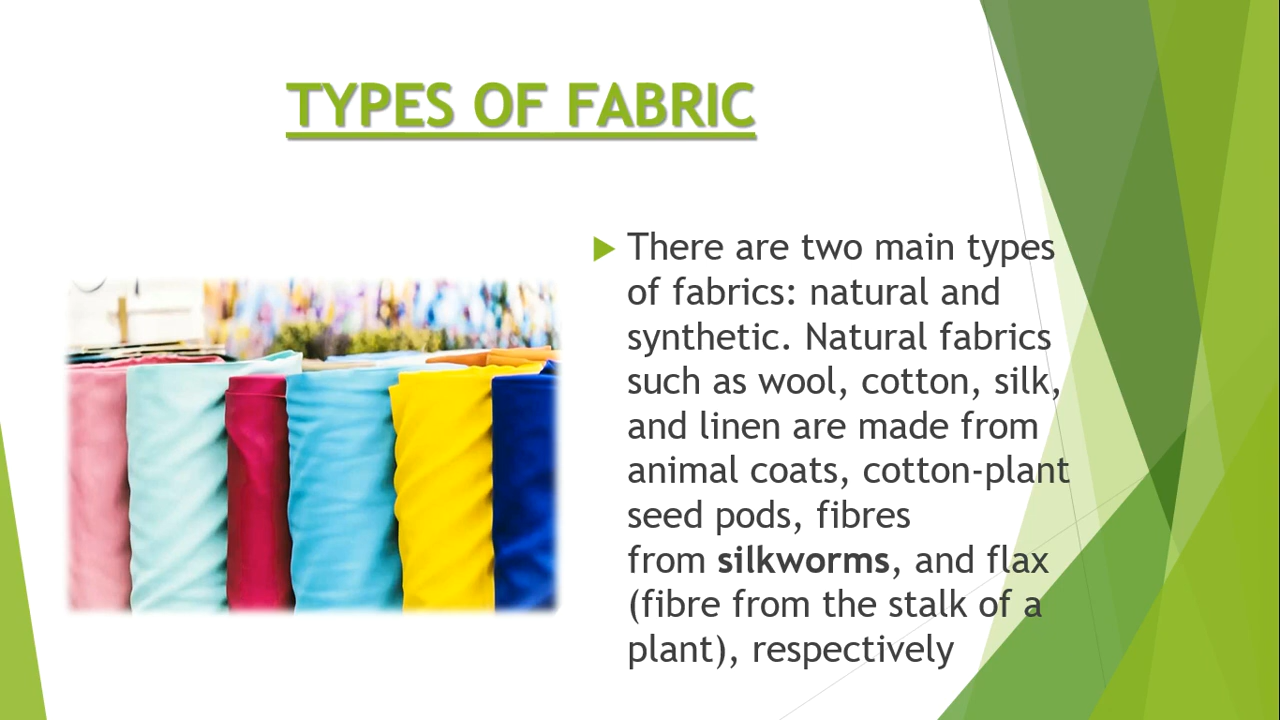 TYPES OF FABRIC
There are two main types
of fabrics: natural and
synthetic. Natural fabrics
such as wool, cotton, silk,
and linen are made from
animal coats, cotton-plant
seed pods, fibres
from silkworms, and flax
(fibre from the stalk of a
plant), respectively